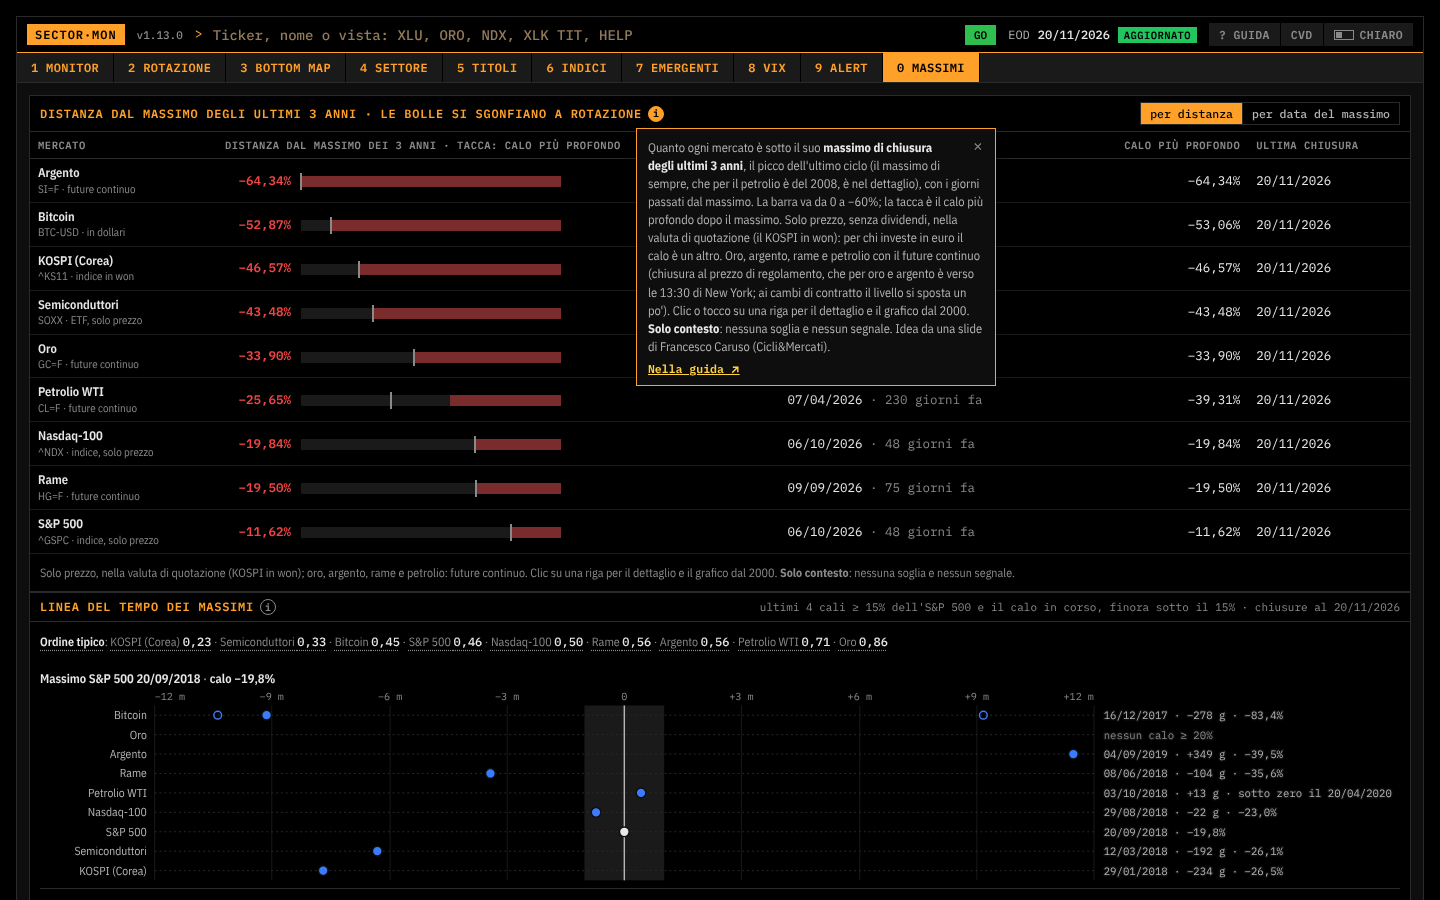 SECTOR·MON v1.13.0 > Ticker, nome o vista: XLU, ORO, NDX, XLK TIT, HELP GO EOD 20/11/2026 AGGIORNATO ? GUIDA CVD CHIARO
1 MONITOR 2 ROTAZIONE 3 BOTTOM MAP 4 SETTORE 5 TITOLI 6 INDICI 7 EMERGENTI 8 VIX 9 ALERT 0 MASSIMI
DISTANZA DAL MASSIMO DEGLI ULTIMI 3 ANNI · LE BOLLE SI SGONFIANO A ROTAZIONE i per distanza per data del massimo
MERCATO DISTANZA DAL MASSIMO DEI 3 ANNI · TACCA: CALO PIÙ PROFONDO CALO PIÙ PROFONDO ULTIMA CHIUSURA
Quanto ogni mercato è sotto il suo massimo di chiusura ×
degli ultimi 3 anni, il picco dell'ultimo ciclo (il massimo di
sempre, che per il petrolio è del 2008, è nel dettaglio), con i giorni
passati dal massimo. La barra va da 0 a −60%; la tacca è il calo più
profondo dopo il massimo. Solo prezzo, senza dividendi, nella
valuta di quotazione (il KOSPI in won): per chi investe in euro il
calo è un altro. Oro, argento, rame e petrolio con il future continuo
(chiusura al prezzo di regolamento, che per oro e argento è verso
le 13:30 di New York; ai cambi di contratto il livello si sposta un
po'). Clic o tocco su una riga per il dettaglio e il grafico dal 2000.
Solo contesto: nessuna soglia e nessun segnale. Idea da una slide
di Francesco Caruso (Cicli&Mercati).
Nella guida ↗
Argento −64,34% −64,34% 20/11/2026
SI=F · future continuo
Bitcoin −52,87% −53,06% 20/11/2026
BTC-USD · in dollari
KOSPI (Corea) −46,57% −46,57% 20/11/2026
^KS11 · indice in won
Semiconduttori −43,48% −43,48% 20/11/2026
SOXX · ETF, solo prezzo
Oro −33,90% −33,90% 20/11/2026
GC=F · future continuo
Petrolio WTI −25,65% 07/04/2026 · 230 giorni fa −39,31% 20/11/2026
CL=F · future continuo
Nasdaq-100 −19,84% 06/10/2026 · 48 giorni fa −19,84% 20/11/2026
^NDX · indice, solo prezzo
Rame −19,50% 09/09/2026 · 75 giorni fa −19,50% 20/11/2026
HG=F · future continuo
S&P 500 −11,62% 06/10/2026 · 48 giorni fa −11,62% 20/11/2026
^GSPC · indice, solo prezzo
Solo prezzo, nella valuta di quotazione (KOSPI in won); oro, argento, rame e petrolio: future continuo. Clic su una riga per il dettaglio e il grafico dal 2000. Solo contesto: nessuna soglia e nessun segnale.
LINEA DEL TEMPO DEI MASSIMI i ultimi 4 cali ≥ 15% dell'S&P 500 e il calo in corso, finora sotto il 15% · chiusure al 20/11/2026
Ordine tipico: KOSPI (Corea) 0,23 · Semiconduttori 0,33 · Bitcoin 0,45 · S&P 500 0,46 · Nasdaq-100 0,50 · Rame 0,56 · Argento 0,56 · Petrolio WTI 0,71 · Oro 0,86
Massimo S&P 500 20/09/2018 · calo −19,8%
−12 m −9 m −6 m −3 m 0 +3 m +6 m +9 m +12 m
Bitcoin 16/12/2017 · −278 g · −83,4%
Oro nessun calo ≥ 20%
Argento 04/09/2019 · +349 g · −39,5%
Rame 08/06/2018 · −104 g · −35,6%
Petrolio WTI 03/10/2018 · +13 g · sotto zero il 20/04/2020
Nasdaq-100 29/08/2018 · −22 g · −23,0%
S&P 500 20/09/2018 · −19,8%
Semiconduttori 12/03/2018 · −192 g · −26,1%
KOSPI (Corea) 29/01/2018 · −234 g · −26,5%